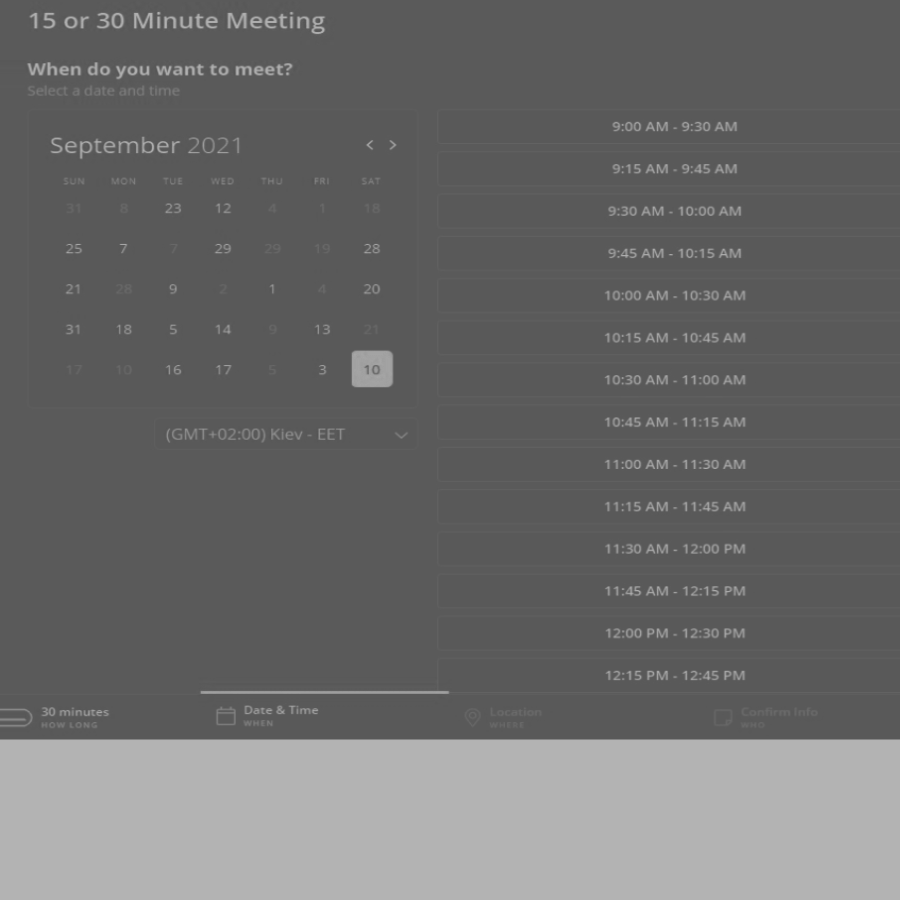 15 or 30 Minute Meeting
When do you want to meet?
Select a date and time
September 2021 < >
SUN MON TUE WED THU FRI SAT
31 8 23 12 4 1 18
25 7 7 29 29 19 28
21 28 9 2 1 4 20
31 18 5 14 9 13 21
17 10 16 17 5 3 10
(GMT+02:00) Kiev - EET
9:00 AM - 9:30 AM
9:15 AM - 9:45 AM
9:30 AM - 10:00 AM
9:45 AM - 10:15 AM
10:00 AM - 10:30 AM
10:15 AM - 10:45 AM
10:30 AM - 11:00 AM
10:45 AM - 11:15 AM
11:00 AM - 11:30 AM
11:15 AM - 11:45 AM
11:30 AM - 12:00 PM
11:45 AM - 12:15 PM
12:00 PM - 12:30 PM
12:15 PM - 12:45 PM
30 minutes
HOW LONG
Date & Time
WHEN
Location
WHERE
Confirm Info
WHO